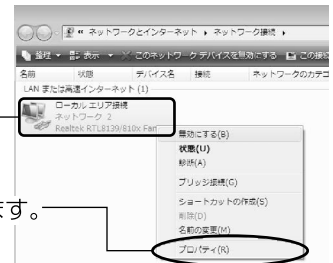 « ネットワークとインターネット ▸ ネットワーク接続 ▸
整理 ▾ 表示 ▾ このネットワーク デバイスを無効にする この接続
名前 状態 デバイス名 接続 ネットワークのカテゴ
LAN または高速インターネット (1)
ローカル エリア接続
ネットワーク 2
Realtek RTL8139/810x Fan
無効にする(B)
状態(U)
診断(A)
ブリッジ接続(G)
ショートカットの作成(S)
削除(D)
名前の変更(M)
ます。
プロパティ(R)